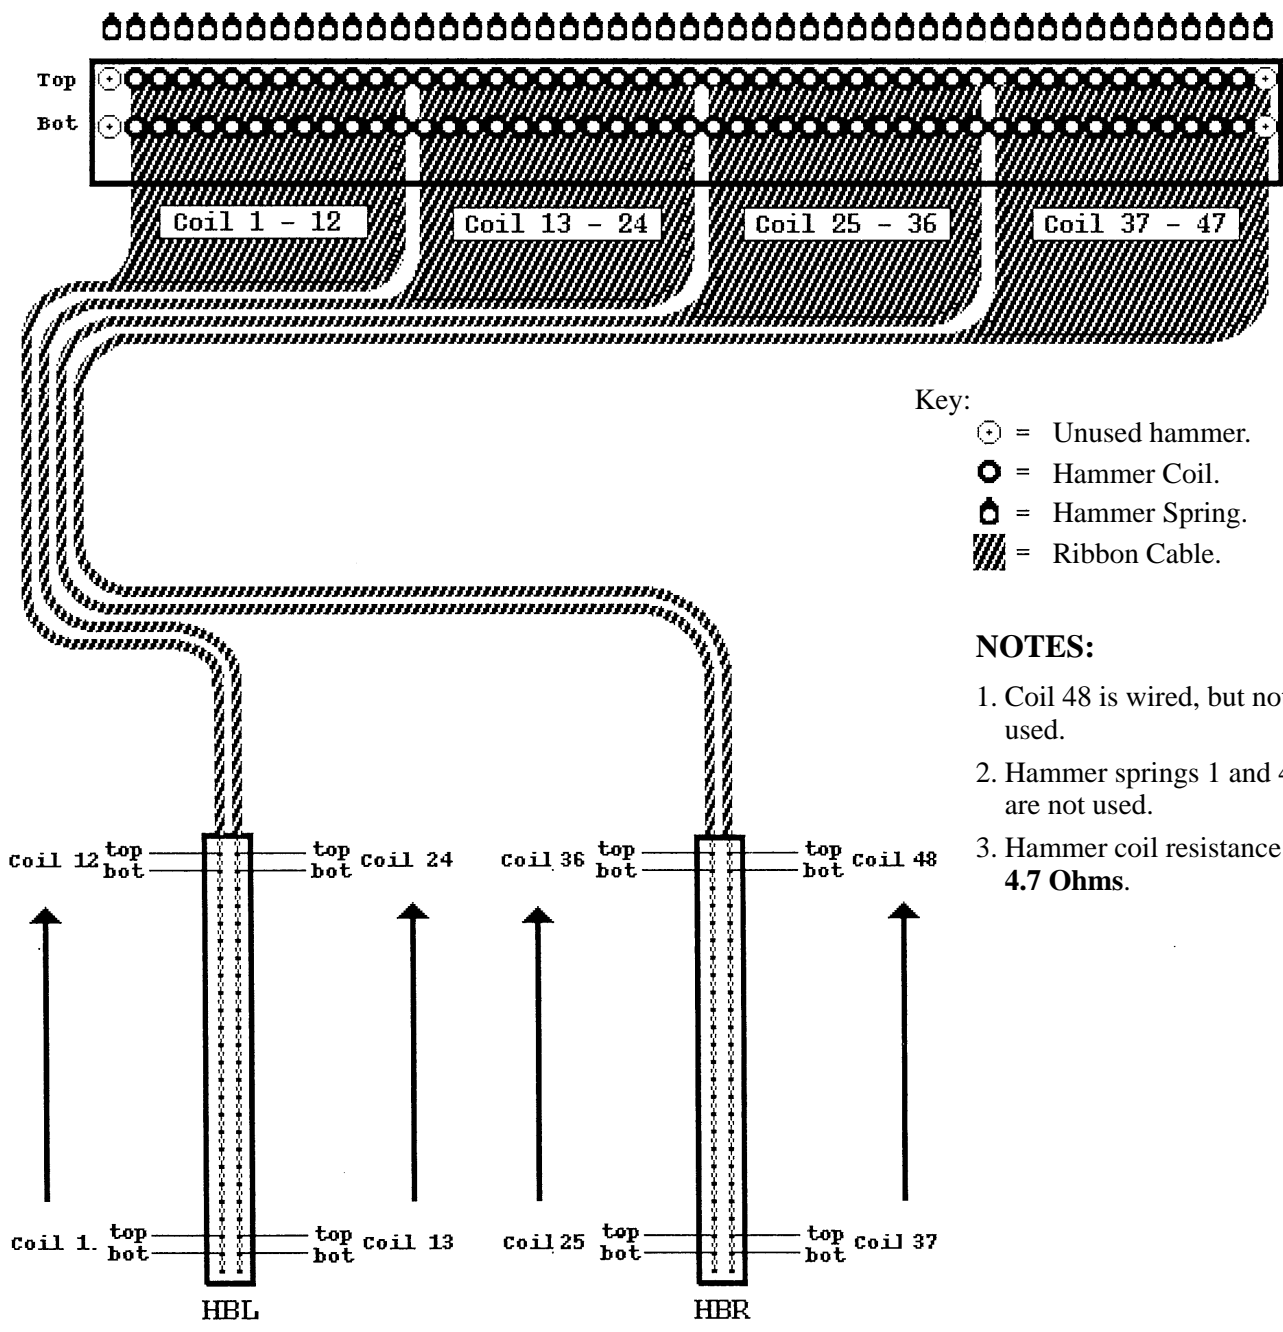 Top
Bot
Coil 1 - 12
Coil 13 - 24
Coil 25 - 36
Coil 37 - 47
Key:
= Unused hammer.
= Hammer Coil.
= Hammer Spring.
= Ribbon Cable.
NOTES:
1. Coil 48 is wired, but no
used.
2. Hammer springs 1 and
are not used.
3. Hammer coil resistance
4.7 Ohms.
Coil 12 top bot
top bot Coil 24
Coil 36 top bot
top bot Coil 48
Coil 1. top bot
top bot Coil 13
Coil 25 top bot
top bot Coil 37
HBL
HBR